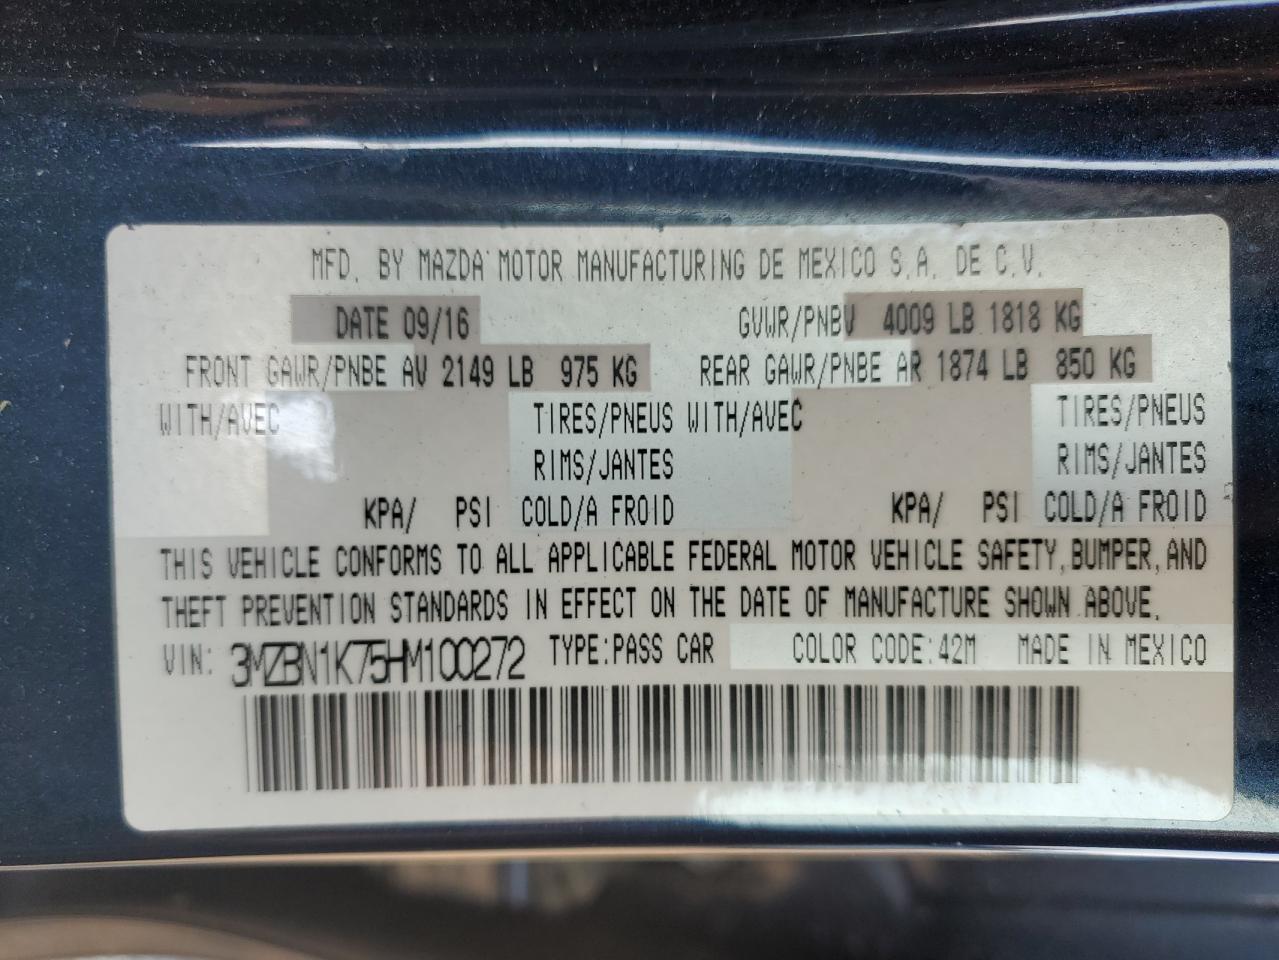 MFD. BY MAZDA MOTOR MANUFACTURING DE MEXICO S.A. DE C.V.
DATE 09/16 GVWR/PNBV 4009 LB 1818 KG
FRONT GAWR/PNBE AV 2149 LB 975 KG REAR GAWR/PNBE AR 1874 LB 850 KG
WITH/AVEC TIRES/PNEUS WITH/AVEC TIRES/PNEUS
RIMS/JANTES RIMS/JANTES
KPA/ PSI COLD/A FROID KPA/ PSI COLD/A FROID
THIS VEHICLE CONFORMS TO ALL APPLICABLE FEDERAL MOTOR VEHICLE SAFETY, BUMPER, AND
THEFT PREVENTION STANDARDS IN EFFECT ON THE DATE OF MANUFACTURE SHOWN ABOVE.
VIN: 3MZBN1K75HM100272 TYPE:PASS CAR COLOR CODE:42M MADE IN MEXICO